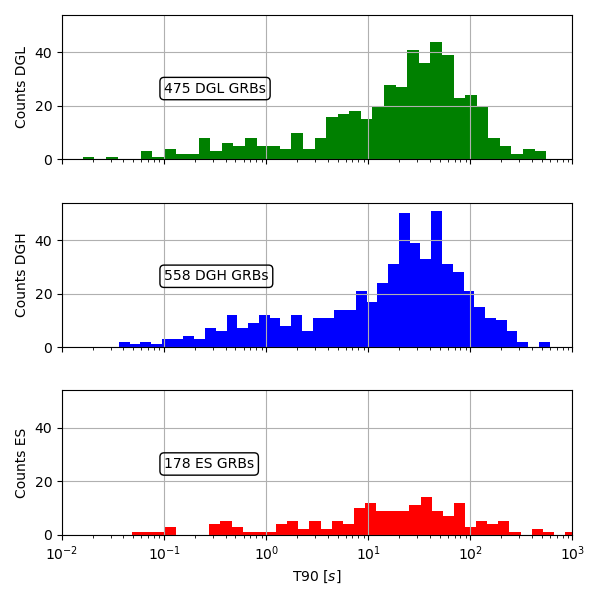 Counts DGL
40
20
0
475 DGL GRBs
Counts DGH
40
20
0
558 DGH GRBs
Counts ES
40
20
0
178 ES GRBs
10⁻² 10⁻¹ 10⁰ 10¹ 10² 10³
T90 [s]